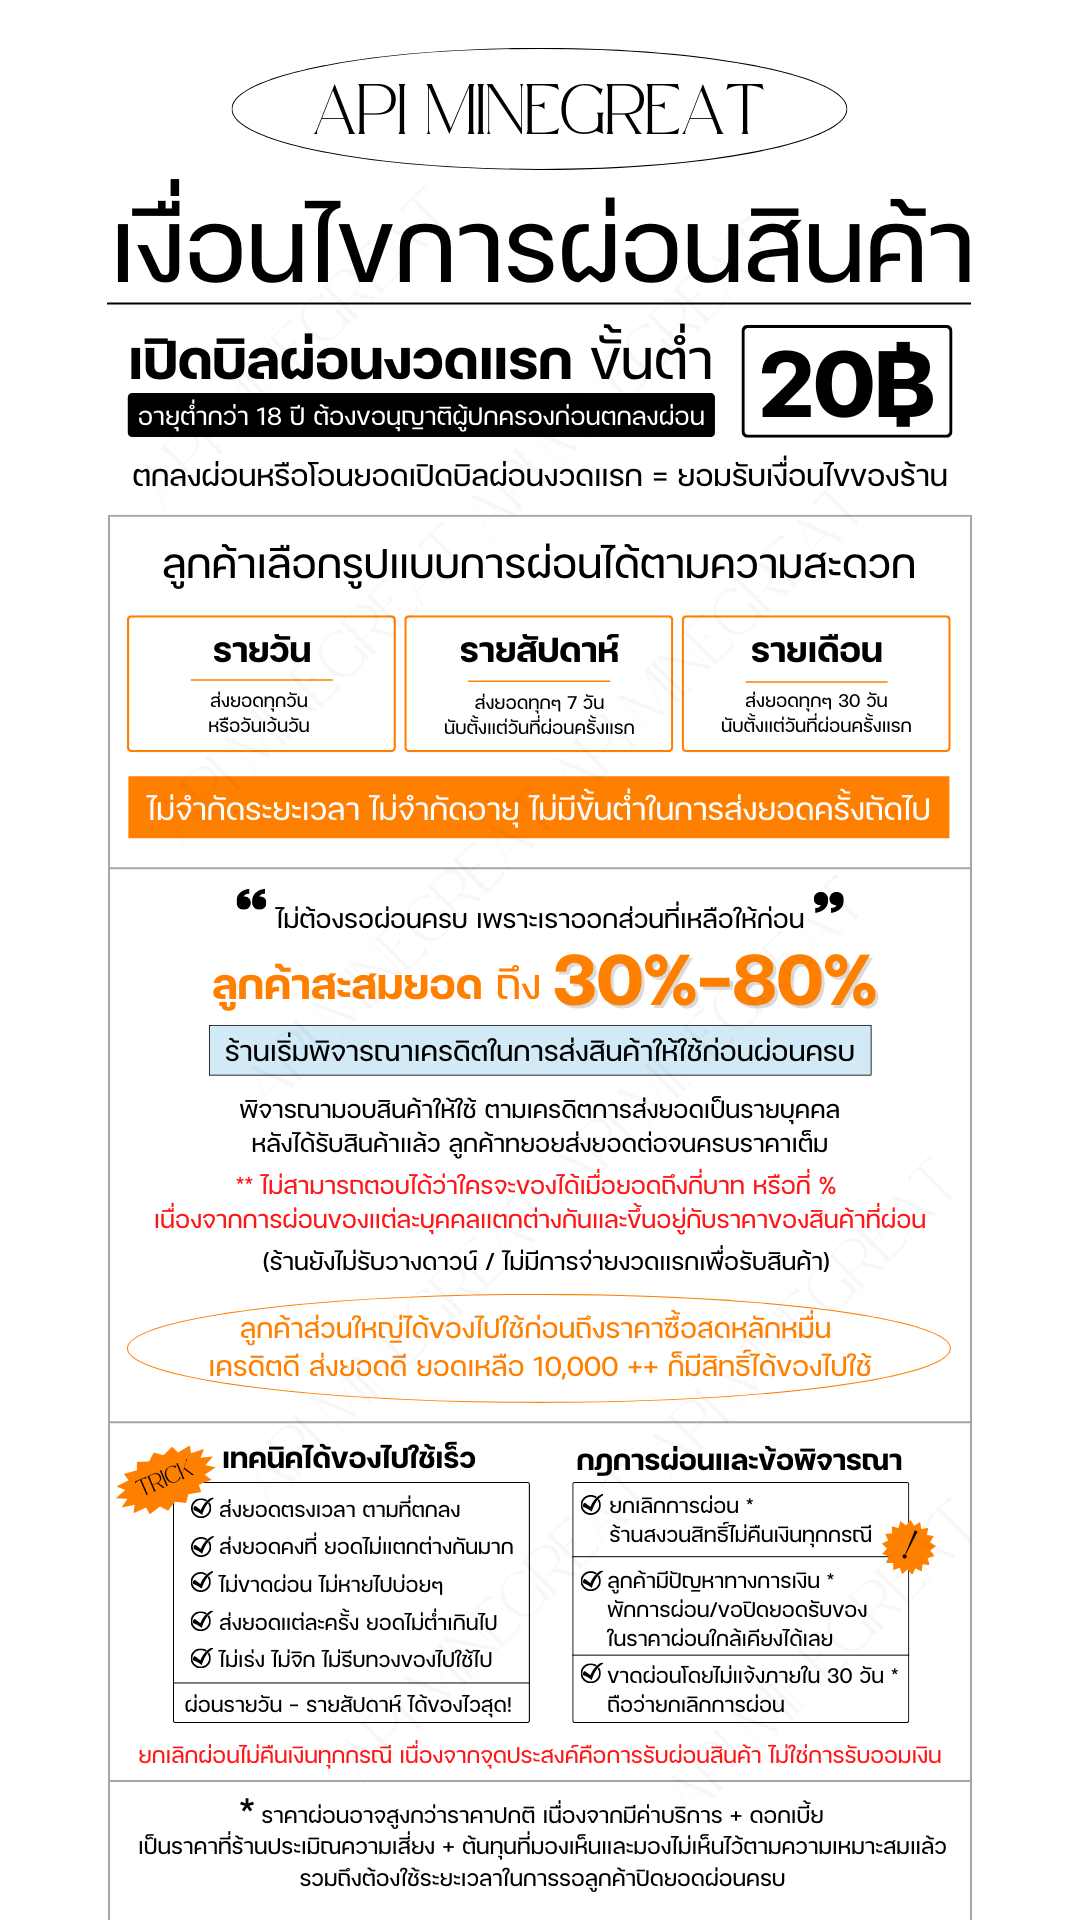 API MINEGREAT
เงื่อนไขการผ่อนสินค้า
เปิดบิลผ่อนงวดแรก ขั้นต่ำ 20฿
อายุต่ำกว่า 18 ปี ต้องขอนุญาติผู้ปกครองก่อนตกลงผ่อน
ตกลงผ่อนหรือโอนยอดเปิดบิลผ่อนงวดแรก = ยอมรับเงื่อนไขของร้าน
ลูกค้าเลือกรูปแบบการผ่อนได้ตามความสะดวก
รายวัน
ส่งยอดทุกวัน
หรือวันเว้นวัน
รายสัปดาห์
ส่งยอดทุกๆ 7 วัน
นับตั้งแต่วันที่ผ่อนครั้งแรก
รายเดือน
ส่งยอดทุกๆ 30 วัน
นับตั้งแต่วันที่ผ่อนครั้งแรก
ไม่จำกัดระยะเวลา ไม่จำกัดอายุ ไม่มีขั้นต่ำในการส่งยอดครั้งถัดไป
“ ไม่ต้องรอผ่อนครบ เพราะเราออกส่วนที่เหลือให้ก่อน ”
ลูกค้าสะสมยอด ถึง 30%-80%
ร้านเริ่มพิจารณาเครดิตในการส่งสินค้าให้ใช้ก่อนผ่อนครบ
พิจารณามอบสินค้าให้ใช้ ตามเครดิตการส่งยอดเป็นรายบุคคล
หลังได้รับสินค้าแล้ว ลูกค้าทยอยส่งยอดต่อจนครบราคาเต็ม
** ไม่สามารถตอบได้ว่าใครจะของได้เมื่อยอดถึงกี่บาท หรือกี่ %
เนื่องจากการผ่อนของแต่ละบุคคลแตกต่างกันและขึ้นอยู่กับราคาของสินค้าที่ผ่อน
(ร้านยังไม่รับวางดาวน์ / ไม่มีการจ่ายงวดแรกเพื่อรับสินค้า)
ลูกค้าส่วนใหญ่ได้ของไปใช้ก่อนถึงราคาซื้อสดหลักหมื่น
เครดิตดี ส่งยอดดี ยอดเหลือ 10,000 ++ ก็มีสิทธิ์ได้ของไปใช้
TRICK
เทคนิคได้ของไปใช้เร็ว
ส่งยอดตรงเวลา ตามที่ตกลง
ส่งยอดคงที่ ยอดไม่แตกต่างกันมาก
ไม่ขาดผ่อน ไม่หายไปบ่อยๆ
ส่งยอดแต่ละครั้ง ยอดไม่ต่ำเกินไป
ไม่เร่ง ไม่จิก ไม่รีบทวงของไปใช้ไป
ผ่อนรายวัน - รายสัปดาห์ ได้ของไวสุด!
กฎการผ่อนและข้อพิจารณา
ยกเลิกการผ่อน *
ร้านสงวนสิทธิ์ไม่คืนเงินทุกกรณี
!
ลูกค้ามีปัญหาทางการเงิน *
พักการผ่อน/ขอปิดยอดรับของ
ในราคาผ่อนใกล้เคียงได้เลย
ขาดผ่อนโดยไม่แจ้งภายใน 30 วัน *
ถือว่ายกเลิกการผ่อน
ยกเลิกผ่อนไม่คืนเงินทุกกรณี เนื่องจากจุดประสงค์คือการรับผ่อนสินค้า ไม่ใช่การรับออมเงิน
* ราคาผ่อนอาจสูงกว่าราคาปกติ เนื่องจากมีค่าบริการ + ดอกเบี้ย
เป็นราคาที่ร้านประเมิณความเสี่ยง + ต้นทุนที่มองเห็นและมองไม่เห็นไว้ตามความเหมาะสมแล้ว
รวมถึงต้องใช้ระยะเวลาในการรอลูกค้าปิดยอดผ่อนครบ